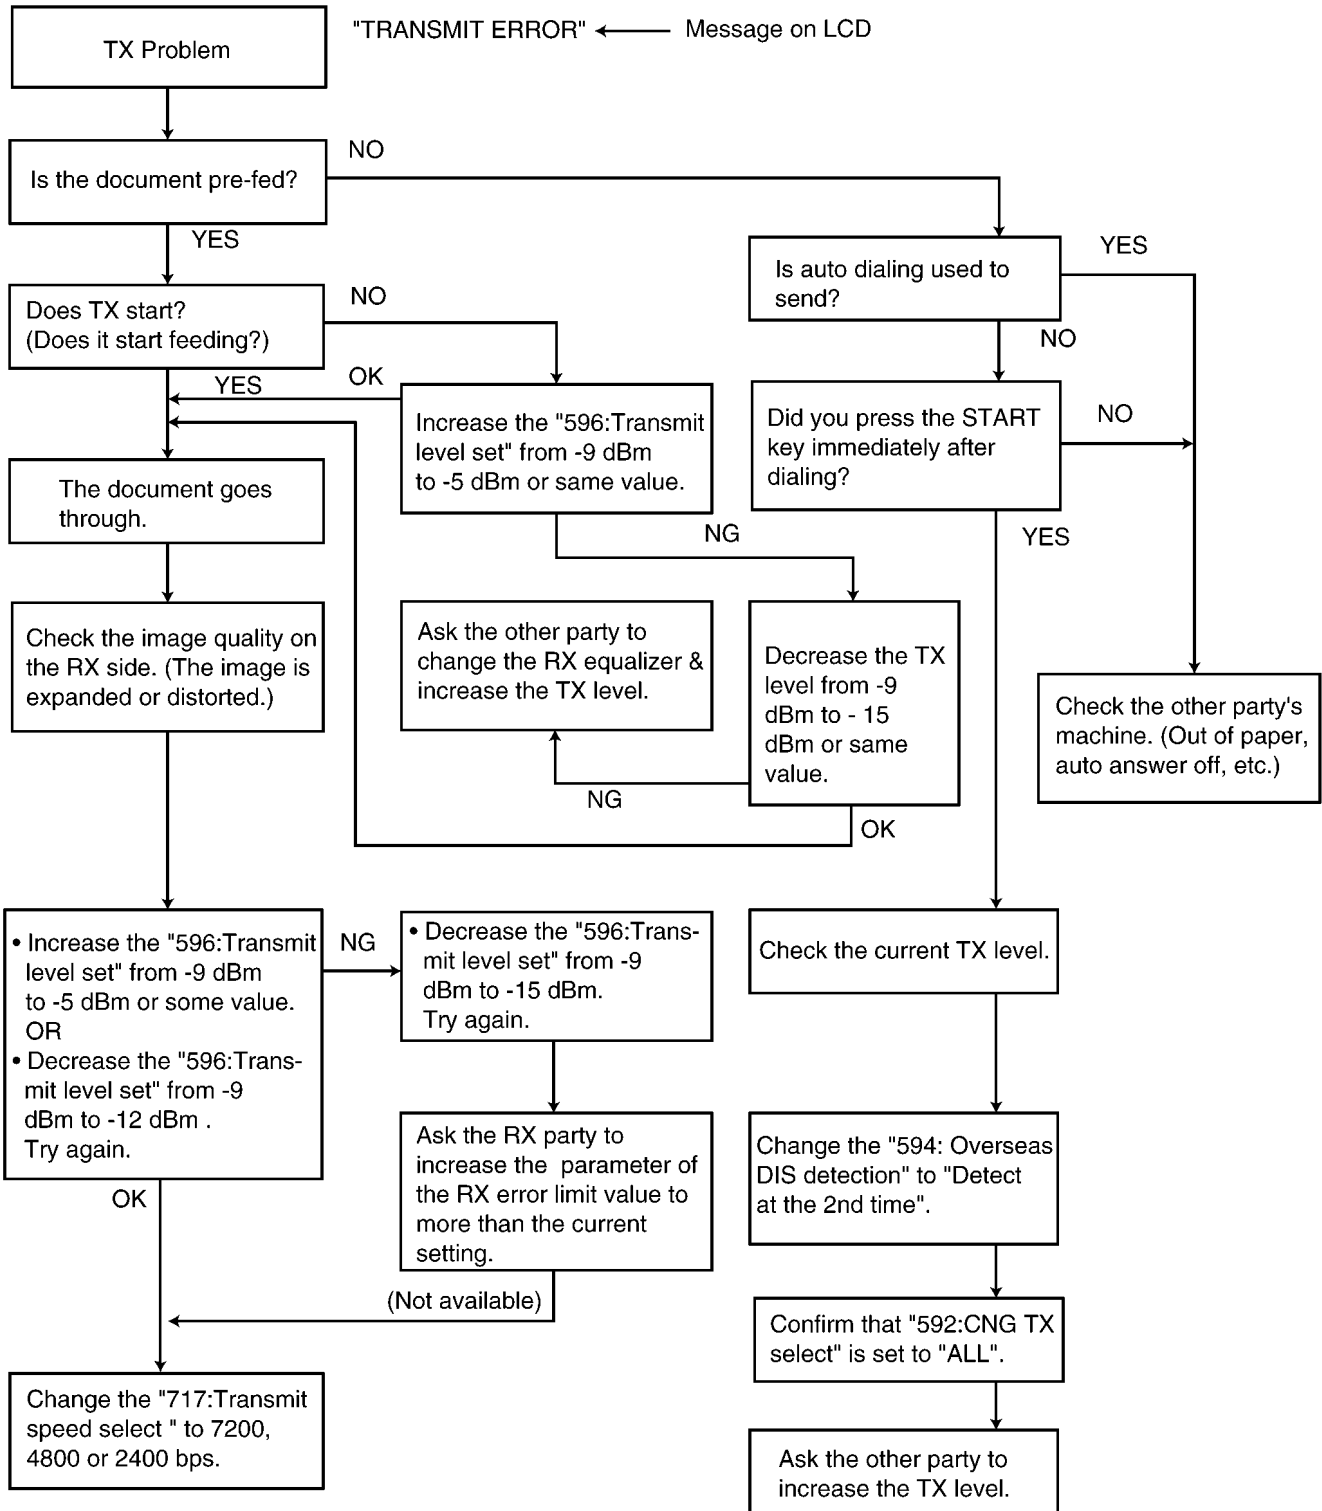 TX Problem
"TRANSMIT ERROR"
Message on LCD
Is the document pre-fed?
NO
YES
Is auto dialing used to
send?
YES
NO
Does TX start?
(Does it start feeding?)
NO
YES
OK
Increase the "596:Transmit
level set" from -9 dBm
to -5 dBm or same value.
NG
Did you press the START
key immediately after
dialing?
NO
YES
The document goes
through.
Check the image quality on
the RX side. (The image is
expanded or distorted.)
Ask the other party to
change the RX equalizer &
increase the TX level.
Decrease the TX
level from -9
dBm to - 15
dBm or same
value.
NG
OK
Check the other party's
machine. (Out of paper,
auto answer off, etc.)
• Increase the "596:Transmit
level set" from -9 dBm
to -5 dBm or some value.
OR
• Decrease the "596:Trans-
mit level set" from -9
dBm to -12 dBm .
Try again.
NG
OK
• Decrease the "596:Trans-
mit level set" from -9
dBm to -15 dBm.
Try again.
Ask the RX party to
increase the  parameter of
the RX error limit value to
more than the current
setting.
(Not available)
Change the "717:Transmit
speed select " to 7200,
4800 or 2400 bps.
Check the current TX level.
Change the "594: Overseas
DIS detection" to "Detect
at the 2nd time".
Confirm that "592:CNG TX
select" is set to "ALL".
Ask the other party to
increase the TX level.